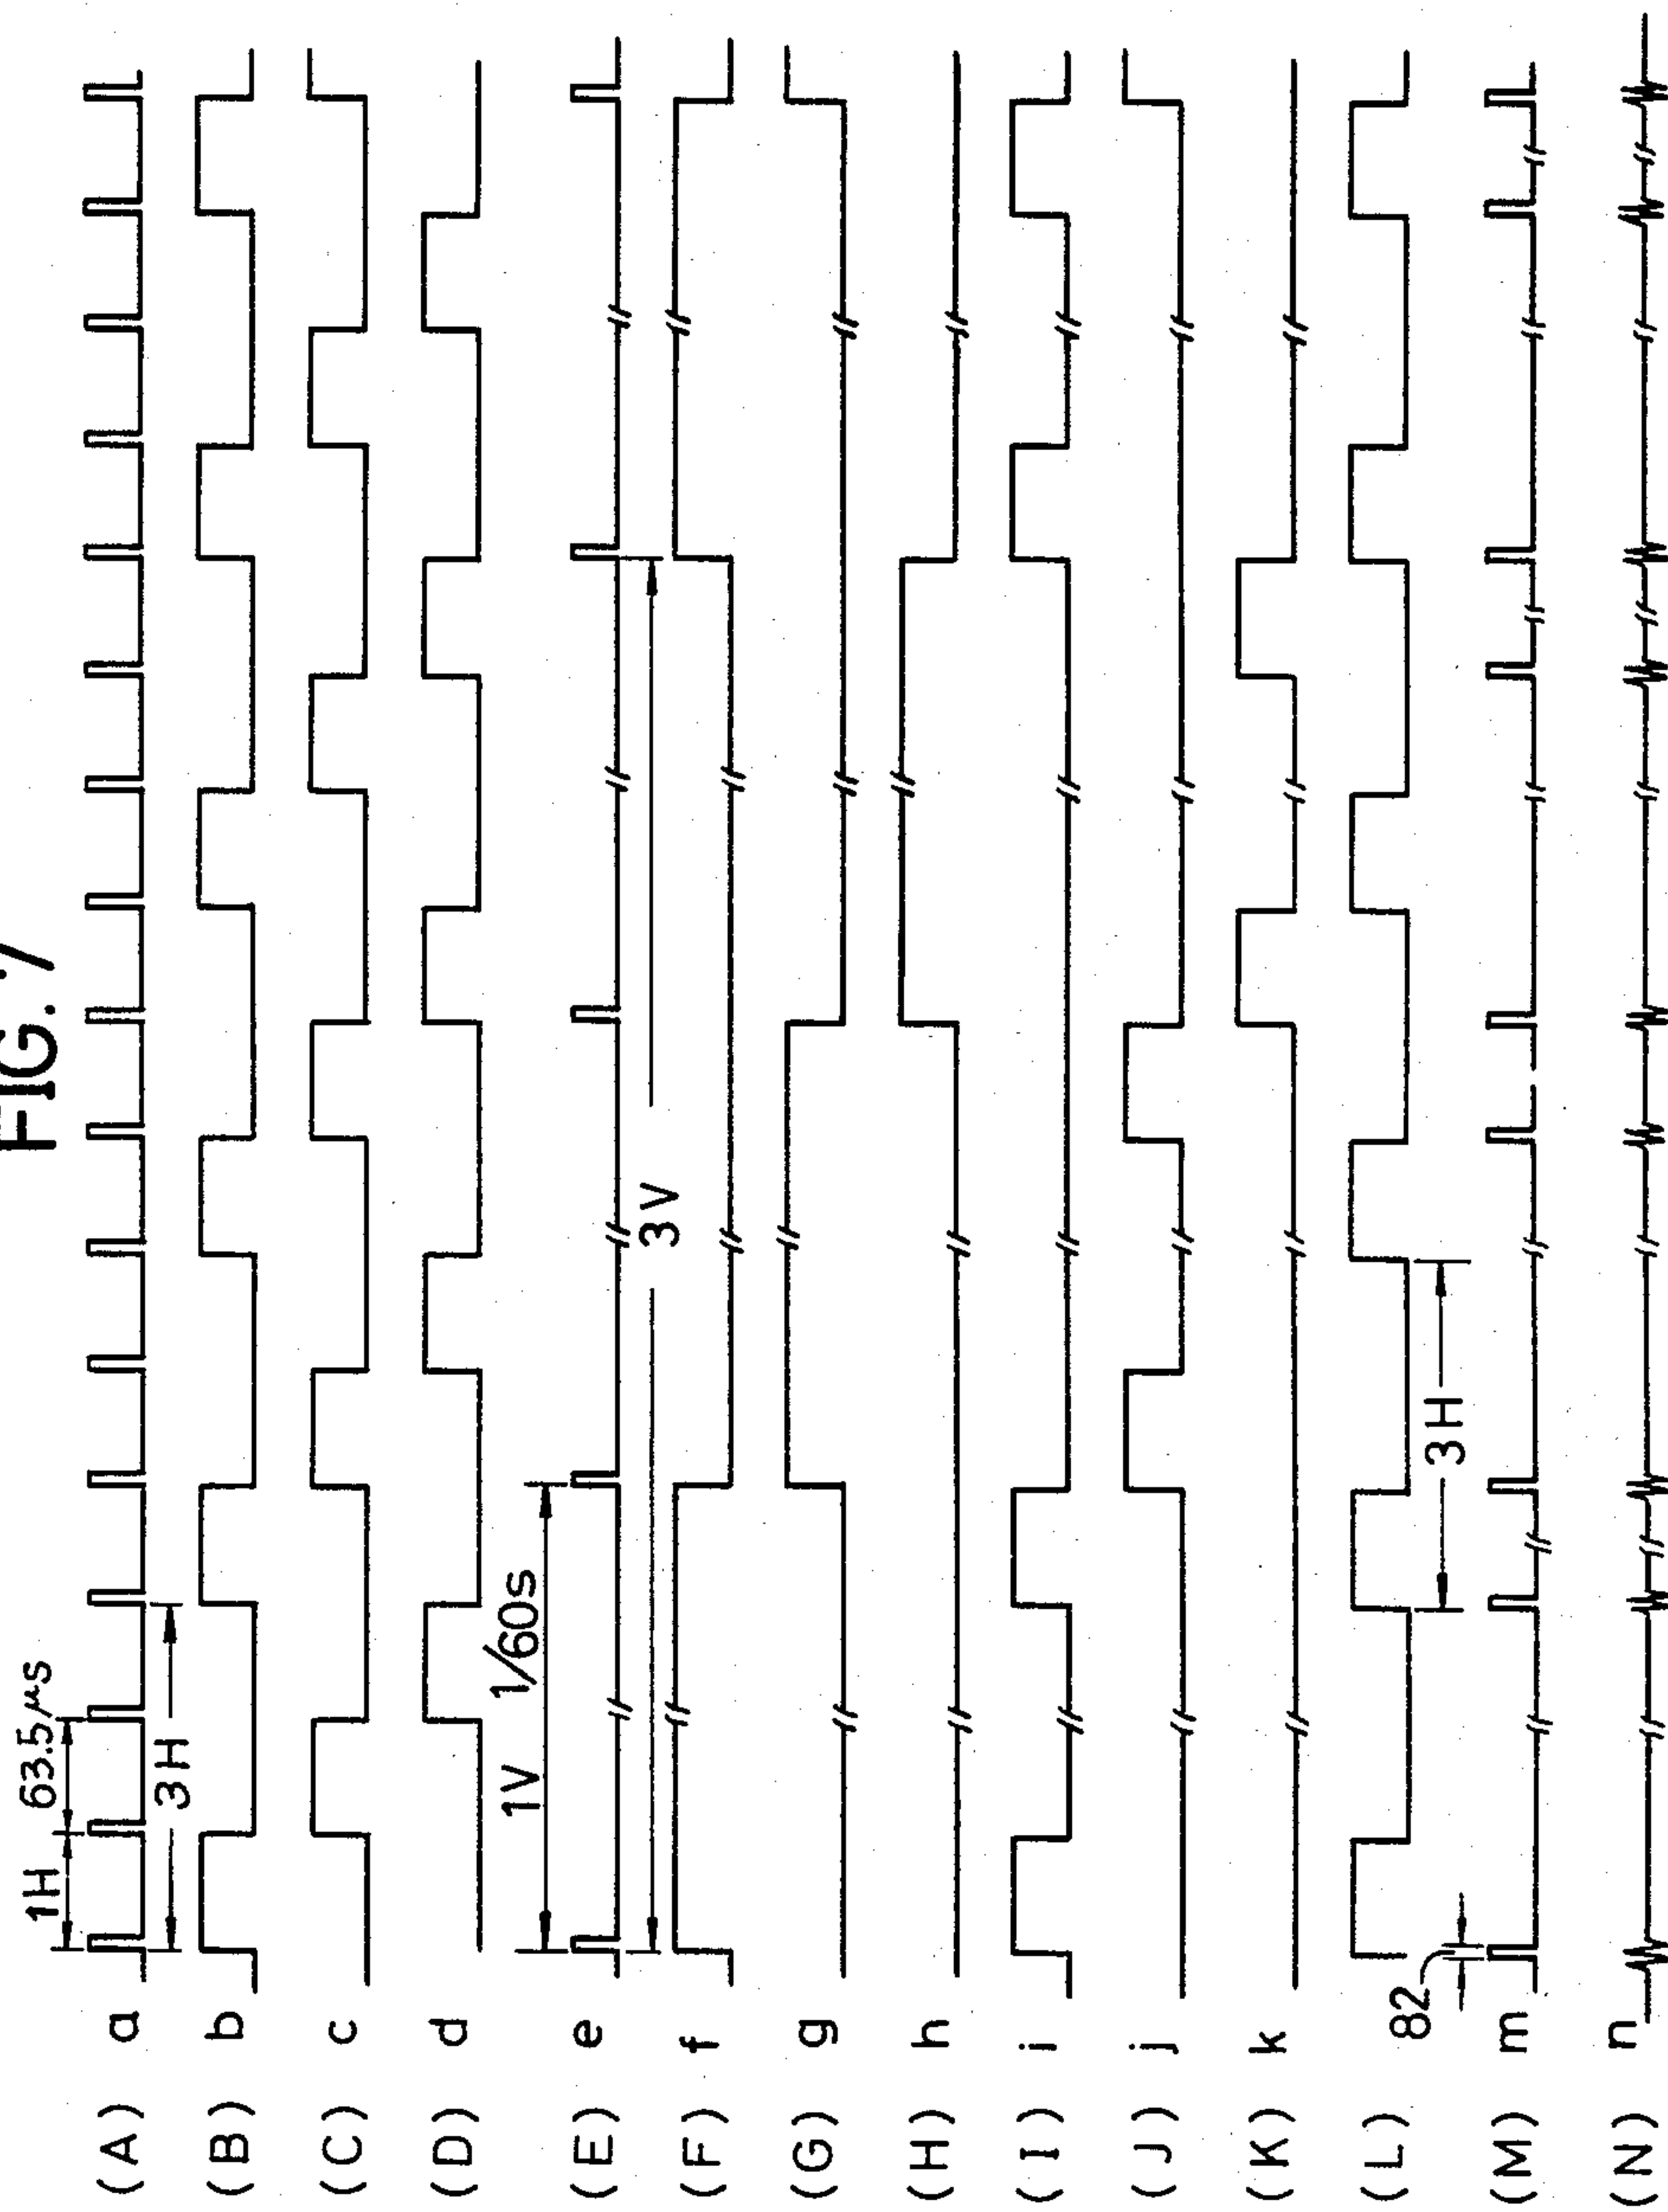 FIG. 7
(A) a
1H 63.5μs
3H
(B) b
(C) c
(D) d
1V 1/60s
(E) e
3V
(F) f
(G) g
(H) h
(I) i
(J) j
(K) k
(L)
3H
82
(M) m
(N) n